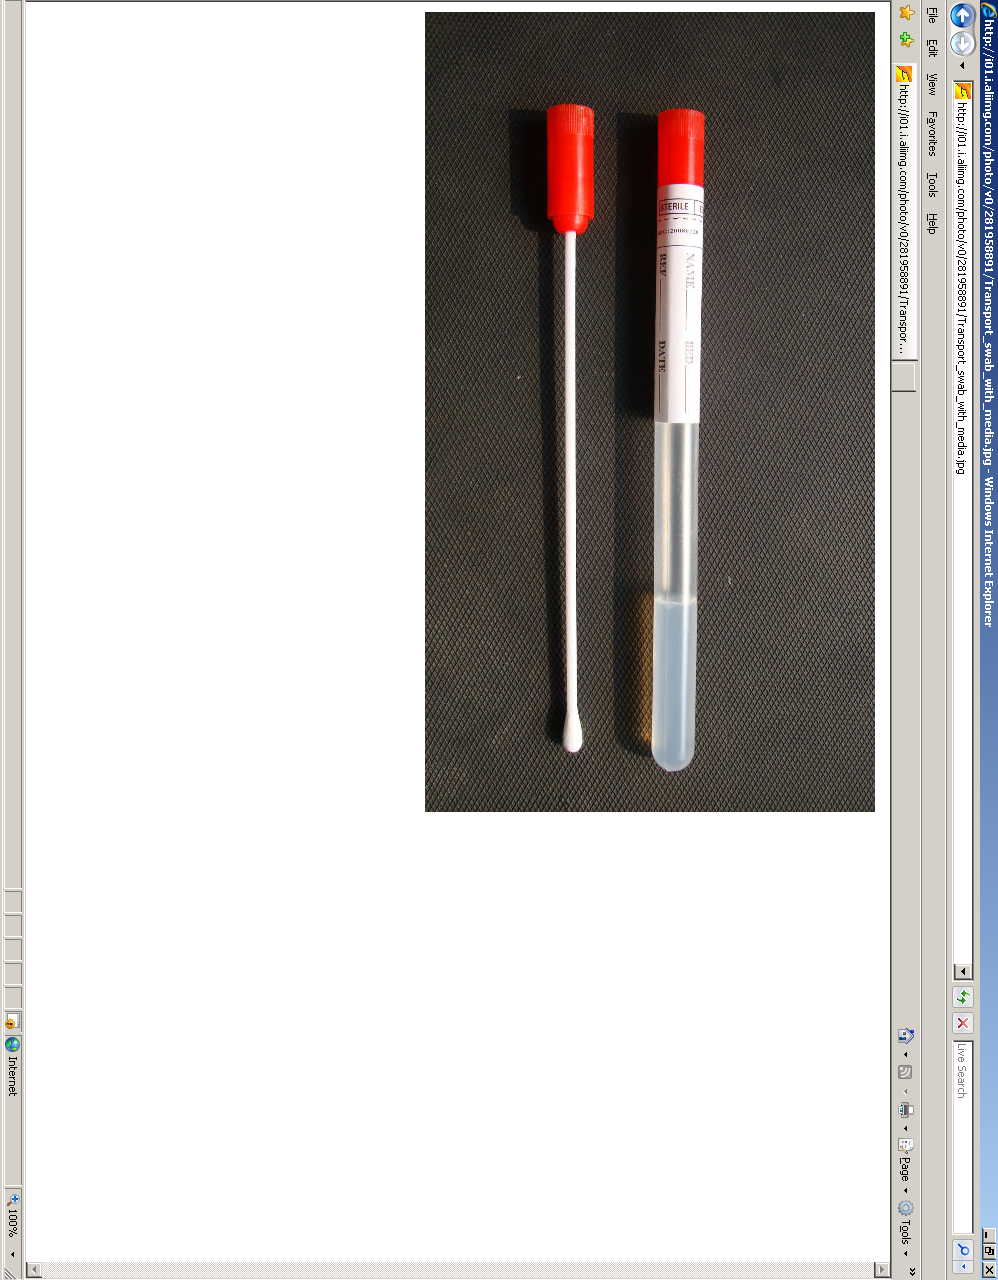 http://i01.i.aliimg.com/photo/v0/281958891/Transport_swab_with_media.jpg - Windows Internet Explorer
http://i01.i.aliimg.com/photo/v0/281958891/Transport_swab_with_media.jpg
Live Search
File Edit View Favorites Tools Help
http://i01.i.aliimg.com/photo/v0/281958891/Transpor...
Page Tools
STERILE
NAME BED
REF DATE
Internet
100%